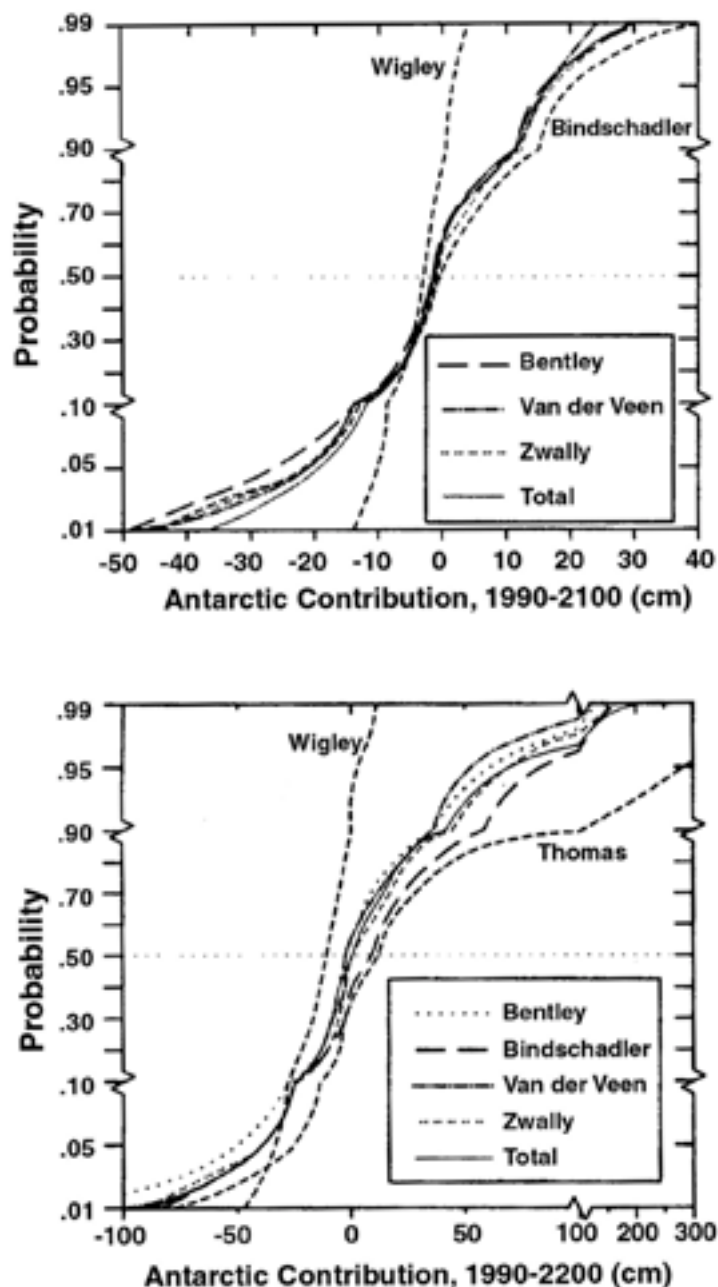 .99
.95
.90
.70
.50
.30
.10
.05
.01
Probability
Wigley
Bindschadler
Bentley
Van der Veen
Zwally
Total
-50 -40 -30 -20 -10 0 10 20 30 40
Antarctic Contribution, 1990-2100 (cm)
.99
.95
.90
.70
.50
.30
.10
.05
.01
Probability
Wigley
Thomas
Bentley
Bindschadler
Van der Veen
Zwally
Total
-100 -50 0 50 100 200 300
Antarctic Contribution, 1990-2200 (cm)